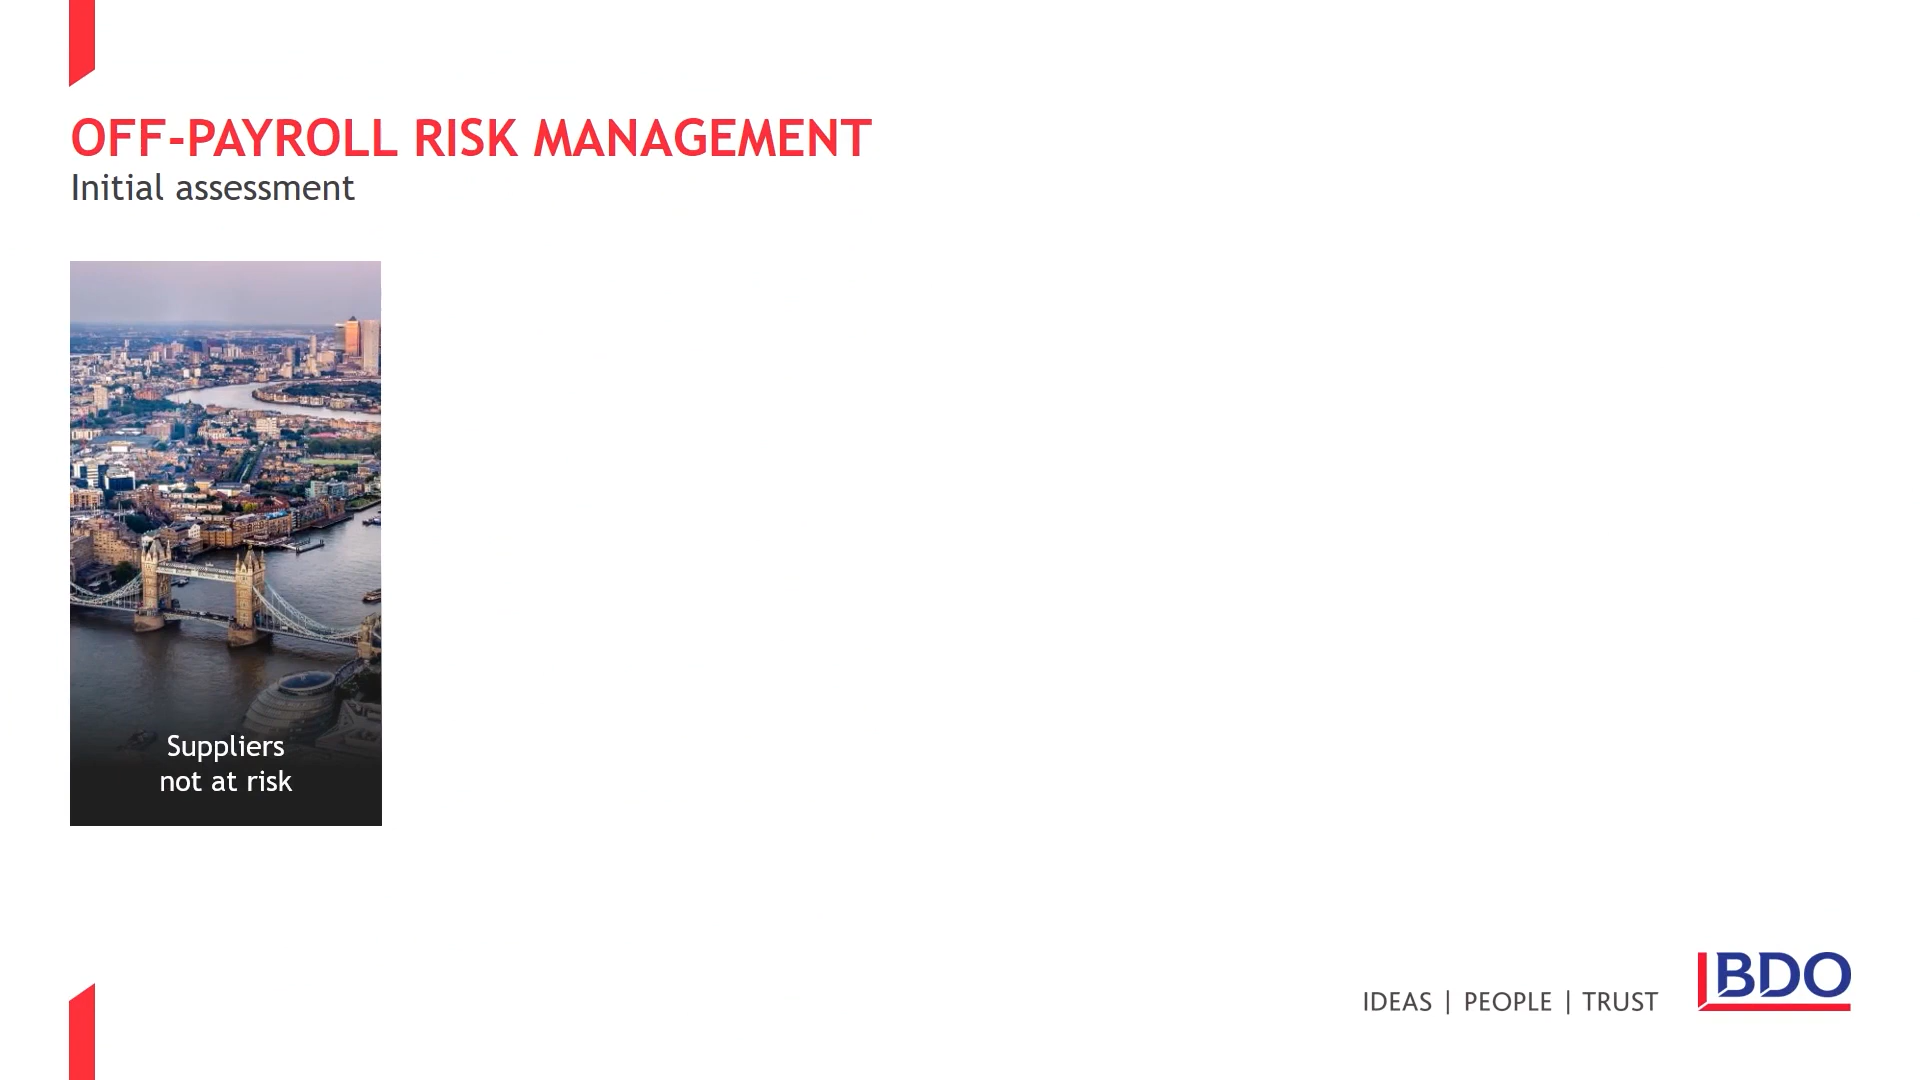 OFF-PAYROLL RISK MANAGEMENT
Initial assessment
Suppliers
not at risk
IDEAS | PEOPLE | TRUST
BDO